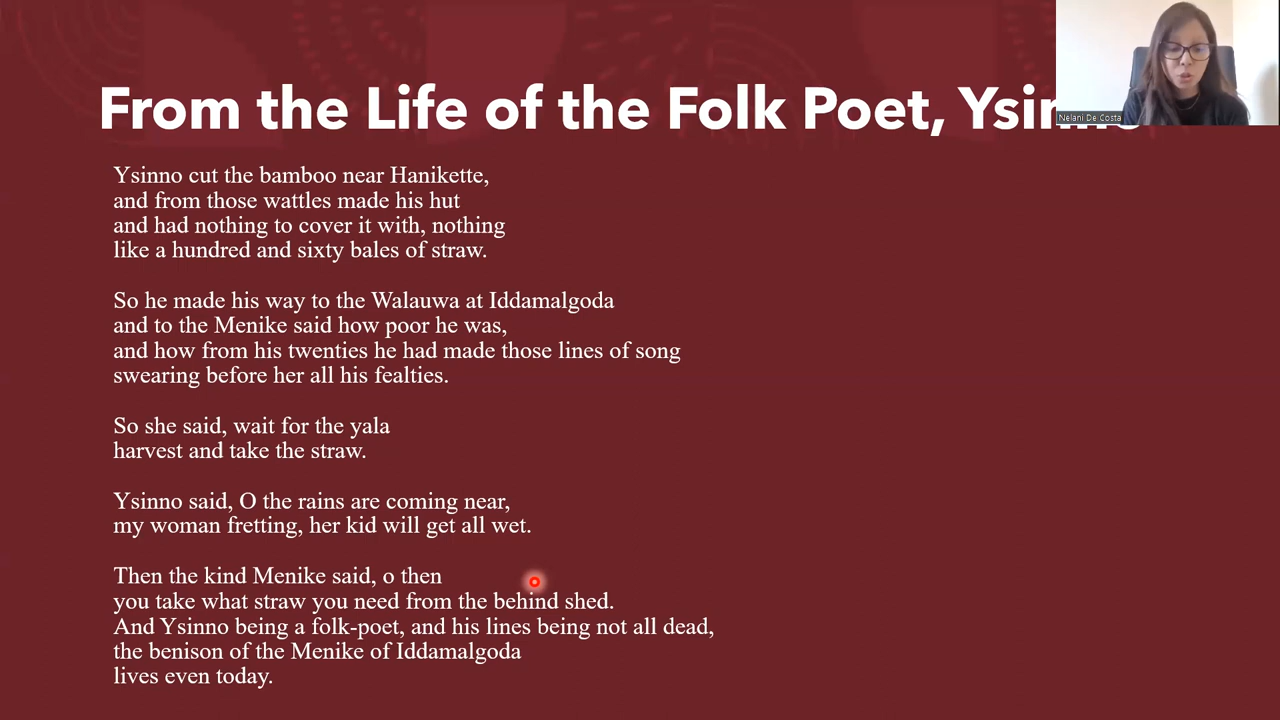 From the Life of the Folk Poet, Ysinno
Nelani De Costa
Ysinno cut the bamboo near Hanikette,
and from those wattles made his hut
and had nothing to cover it with, nothing
like a hundred and sixty bales of straw.
So he made his way to the Walauwa at Iddamalgoda
and to the Menike said how poor he was,
and how from his twenties he had made those lines of song
swearing before her all his fealties.
So she said, wait for the yala
harvest and take the straw.
Ysinno said, O the rains are coming near,
my woman fretting, her kid will get all wet.
Then the kind Menike said, o then
you take what straw you need from the behind shed.
And Ysinno being a folk-poet, and his lines being not all dead,
the benison of the Menike of Iddamalgoda
lives even today.